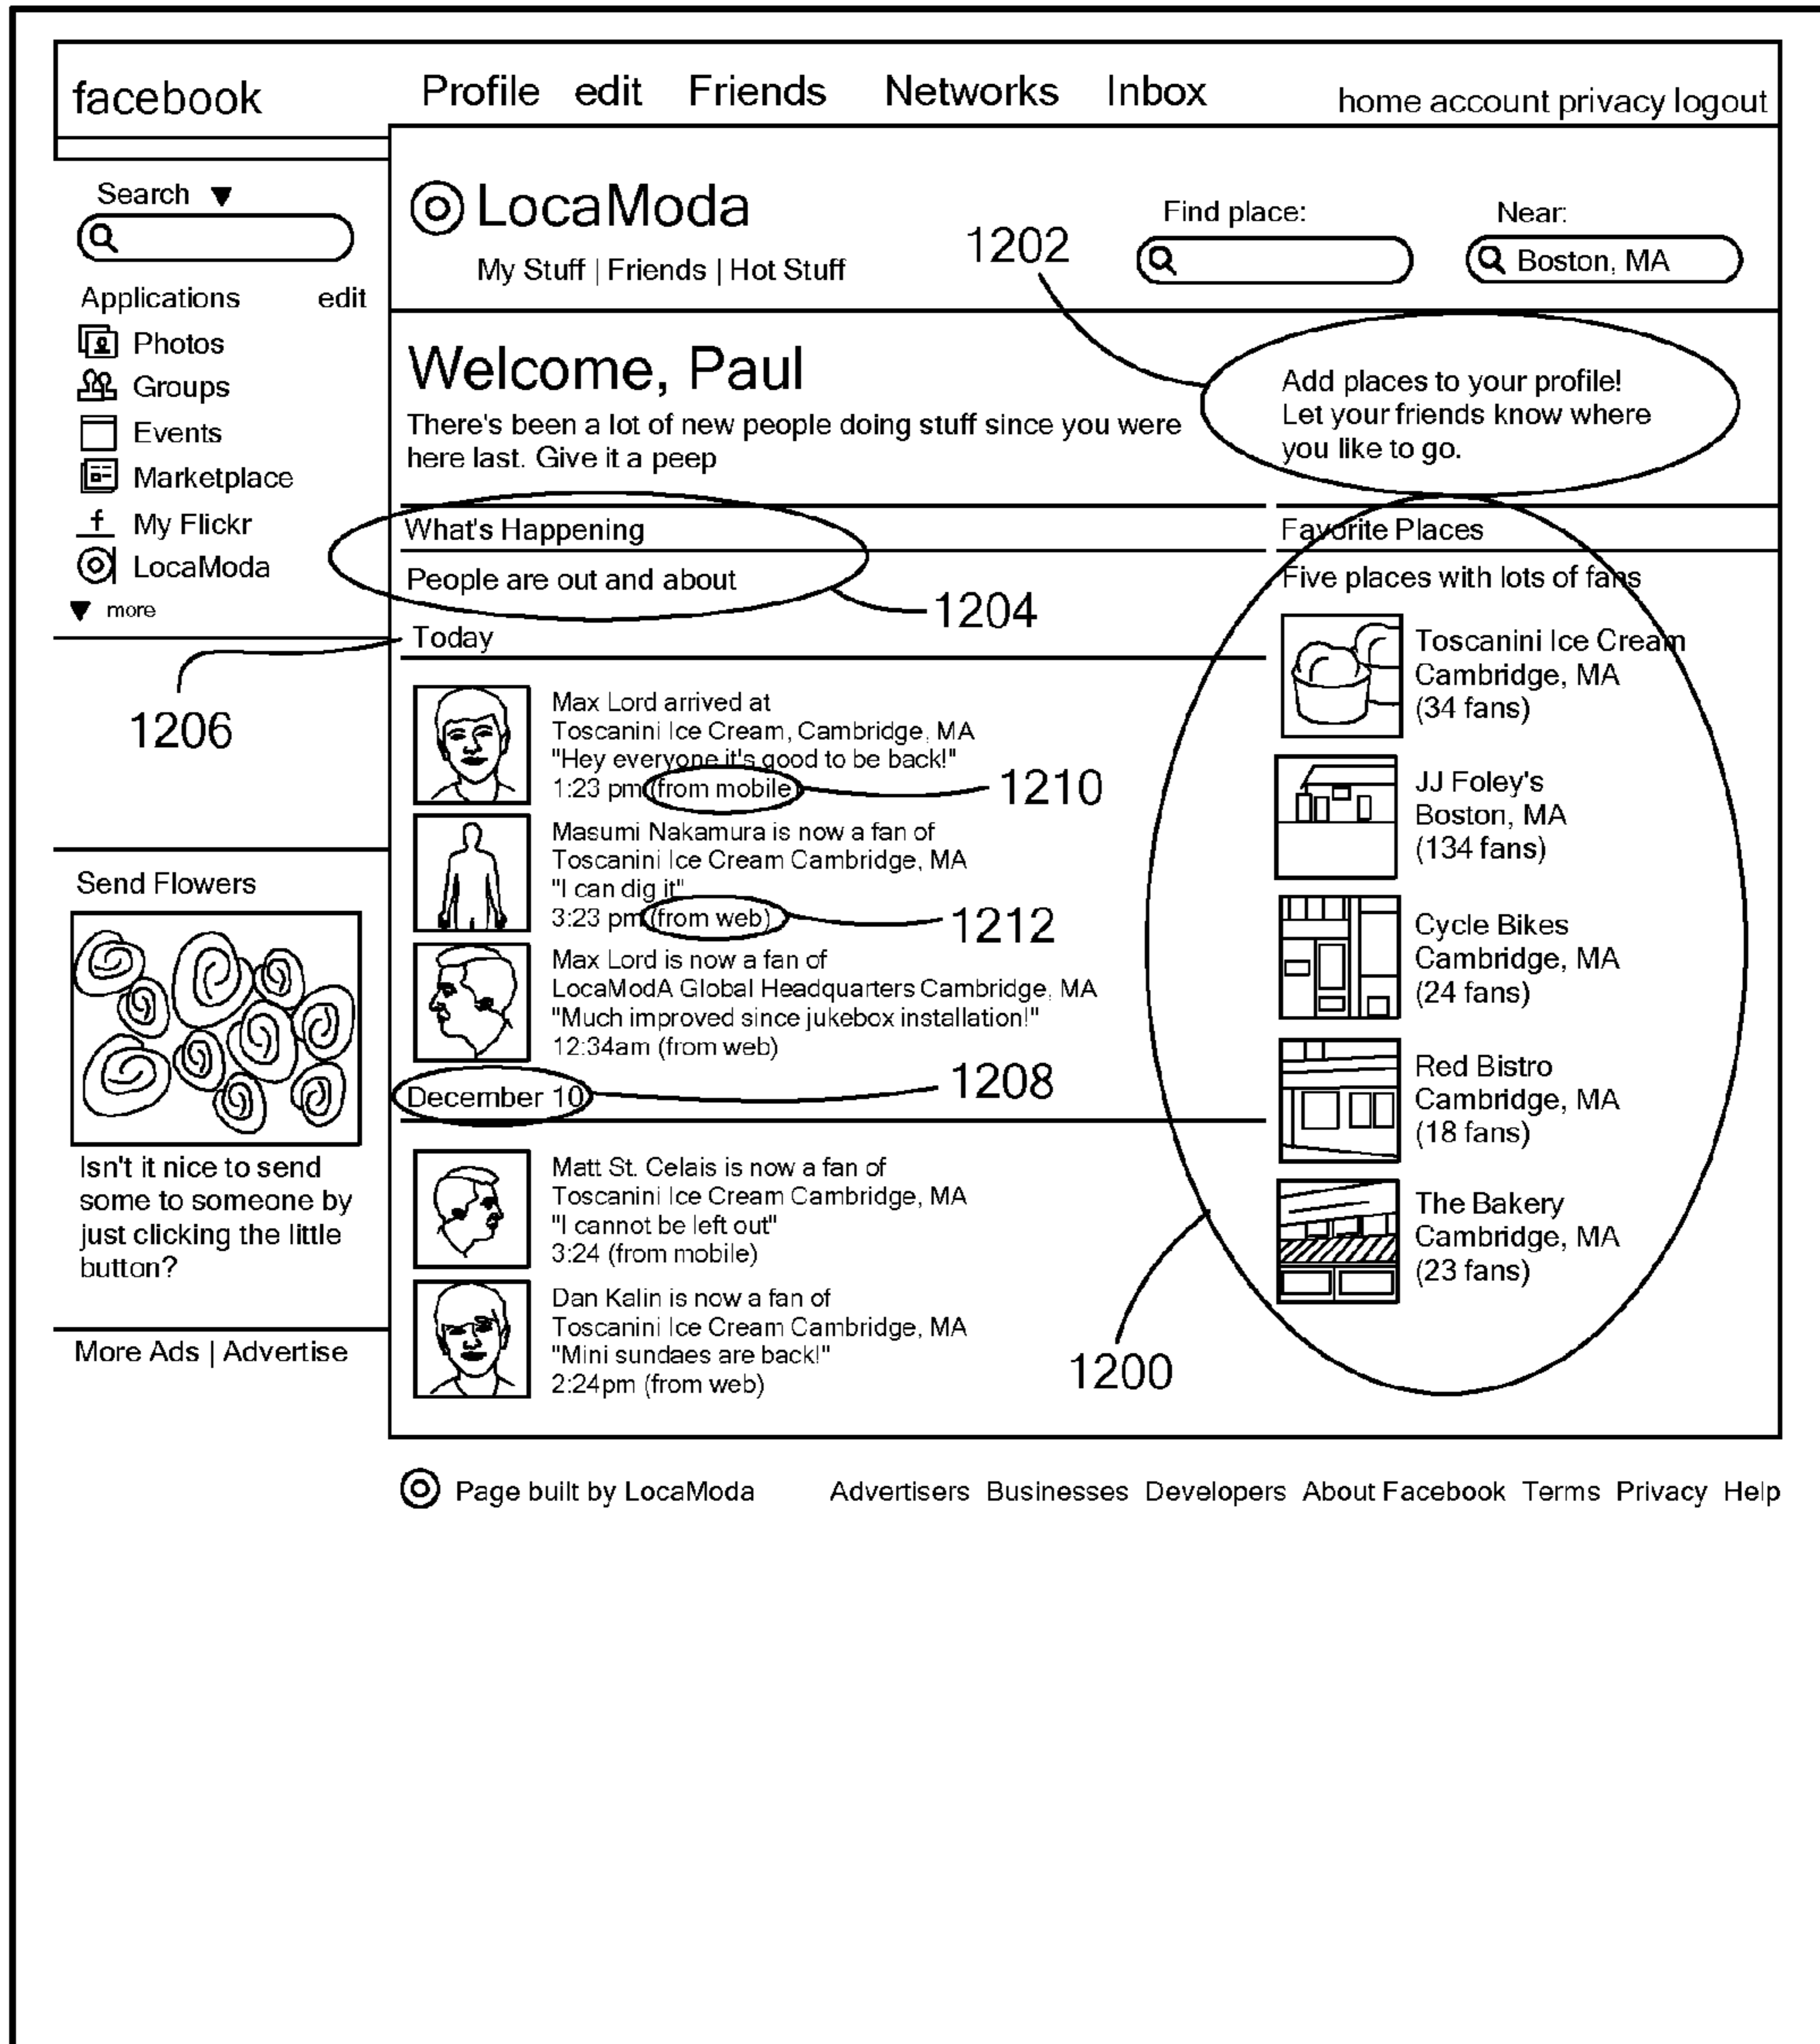 facebook
Profile edit Friends Networks Inbox
home account privacy logout
Search
Applications edit
Photos
Groups
Events
Marketplace
My Flickr
LocaModa
more
1206
Send Flowers
Isn't it nice to send
some to someone by
just clicking the little
button?
More Ads | Advertise
LocaModa
My Stuff | Friends | Hot Stuff
1202
Find place:
Near:
Boston, MA
Welcome, Paul
There's been a lot of new people doing stuff since you were
here last. Give it a peep
Add places to your profile!
Let your friends know where
you like to go.
What's Happening
People are out and about
1204
Today
Max Lord arrived at
Toscanini Ice Cream, Cambridge, MA
"Hey everyone it's good to be back!"
1:23 pm (from mobile)
1210
Masumi Nakamura is now a fan of
Toscanini Ice Cream Cambridge, MA
"I can dig it"
3:23 pm (from web)
1212
Max Lord is now a fan of
LocaModA Global Headquarters Cambridge, MA
"Much improved since jukebox installation!"
12:34am (from web)
1208
December 10
Matt St. Celais is now a fan of
Toscanini Ice Cream Cambridge, MA
"I cannot be left out"
3:24 (from mobile)
Dan Kalin is now a fan of
Toscanini Ice Cream Cambridge, MA
"Mini sundaes are back!"
2:24pm (from web)
Favorite Places
Five places with lots of fans
Toscanini Ice Cream
Cambridge, MA
(34 fans)
JJ Foley's
Boston, MA
(134 fans)
Cycle Bikes
Cambridge, MA
(24 fans)
Red Bistro
Cambridge, MA
(18 fans)
The Bakery
Cambridge, MA
(23 fans)
1200
Page built by LocaModa
Advertisers Businesses Developers About Facebook Terms Privacy Help